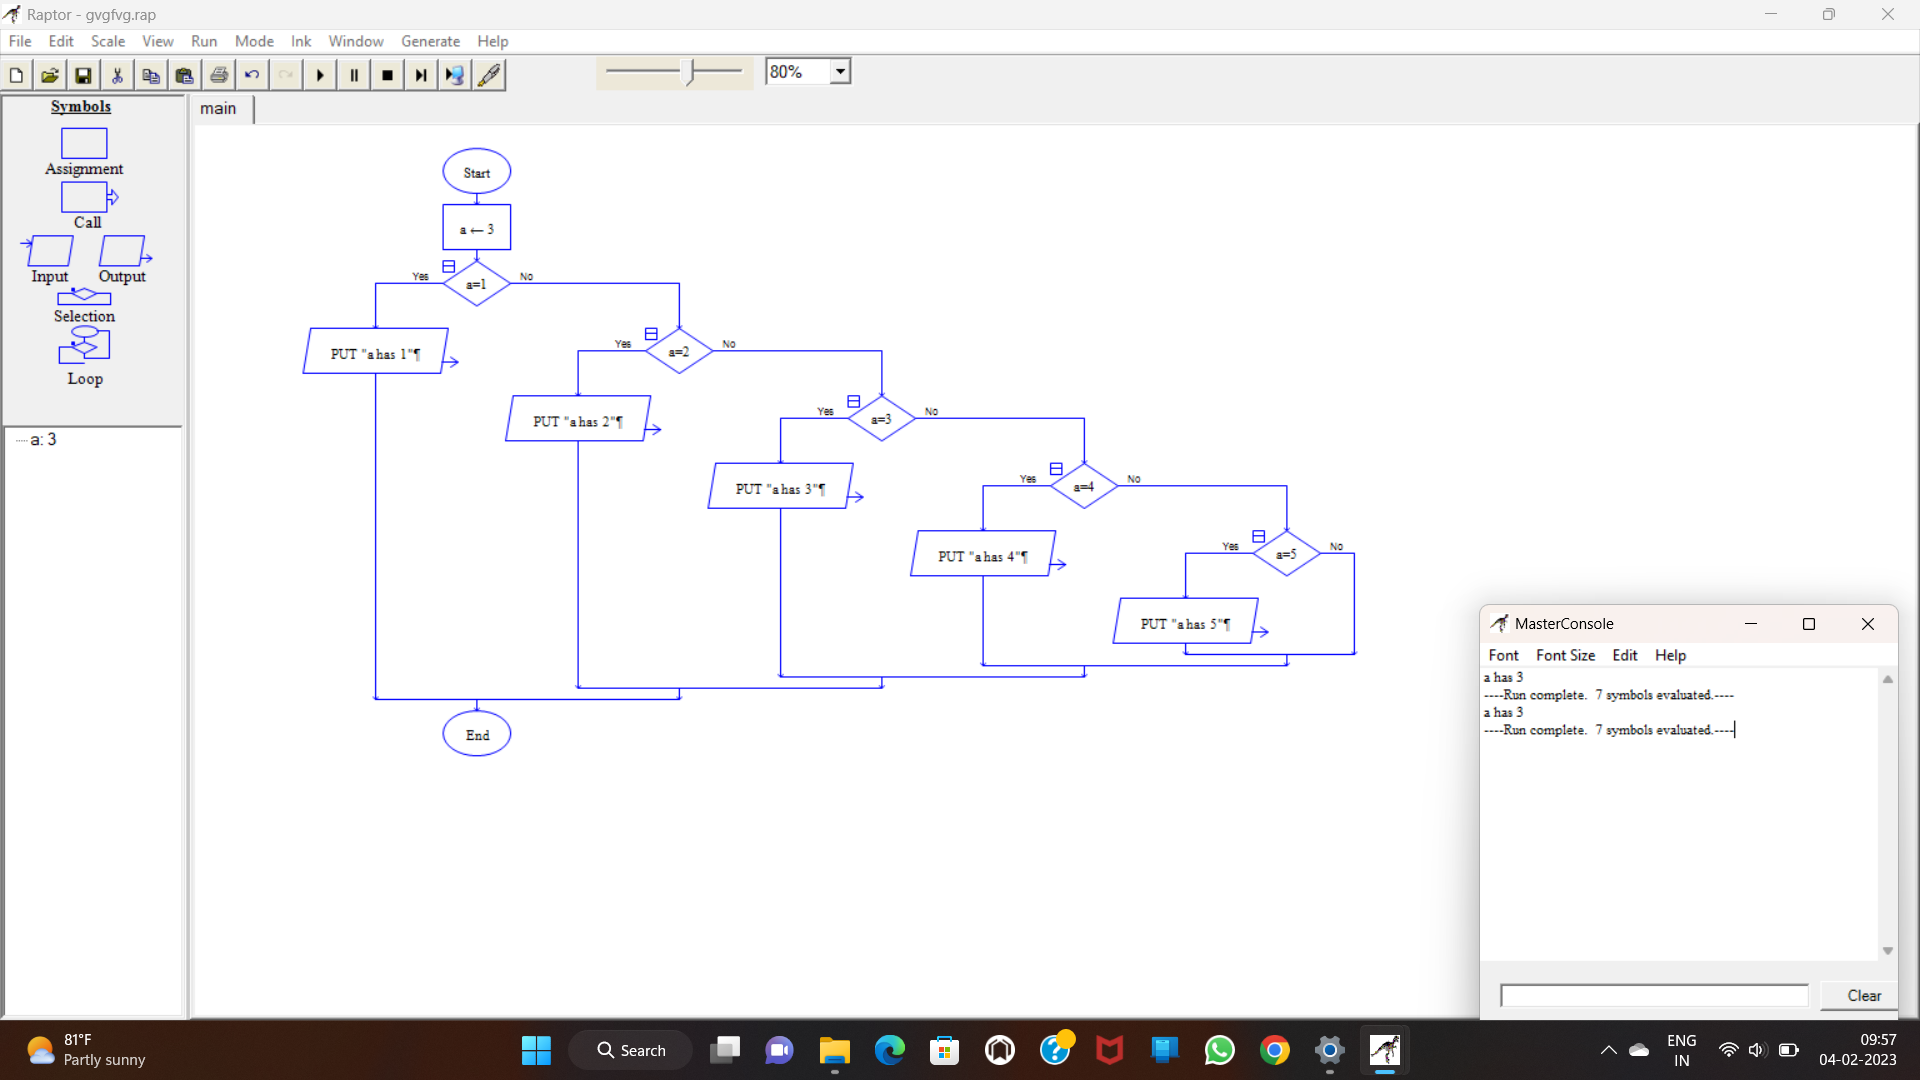 Raptor - gvgfvg.rap
File Edit Scale View Run Mode Ink Window Generate Help
80%
Symbols
main
Assignment
Call
Input Output
Selection
Loop
a: 3
Start
a ← 3
Yes a=1 No
PUT "a has 1"¶
Yes a=2 No
PUT "a has 2"¶
Yes a=3 No
PUT "a has 3"¶
Yes a=4 No
PUT "a has 4"¶
Yes a=5 No
PUT "a has 5"¶
End
MasterConsole
Font Font Size Edit Help
a has 3
----Run complete. 7 symbols evaluated.----
a has 3
----Run complete. 7 symbols evaluated.----
Clear
81°F
Partly sunny
Search
ENG
IN
09:57
04-02-2023